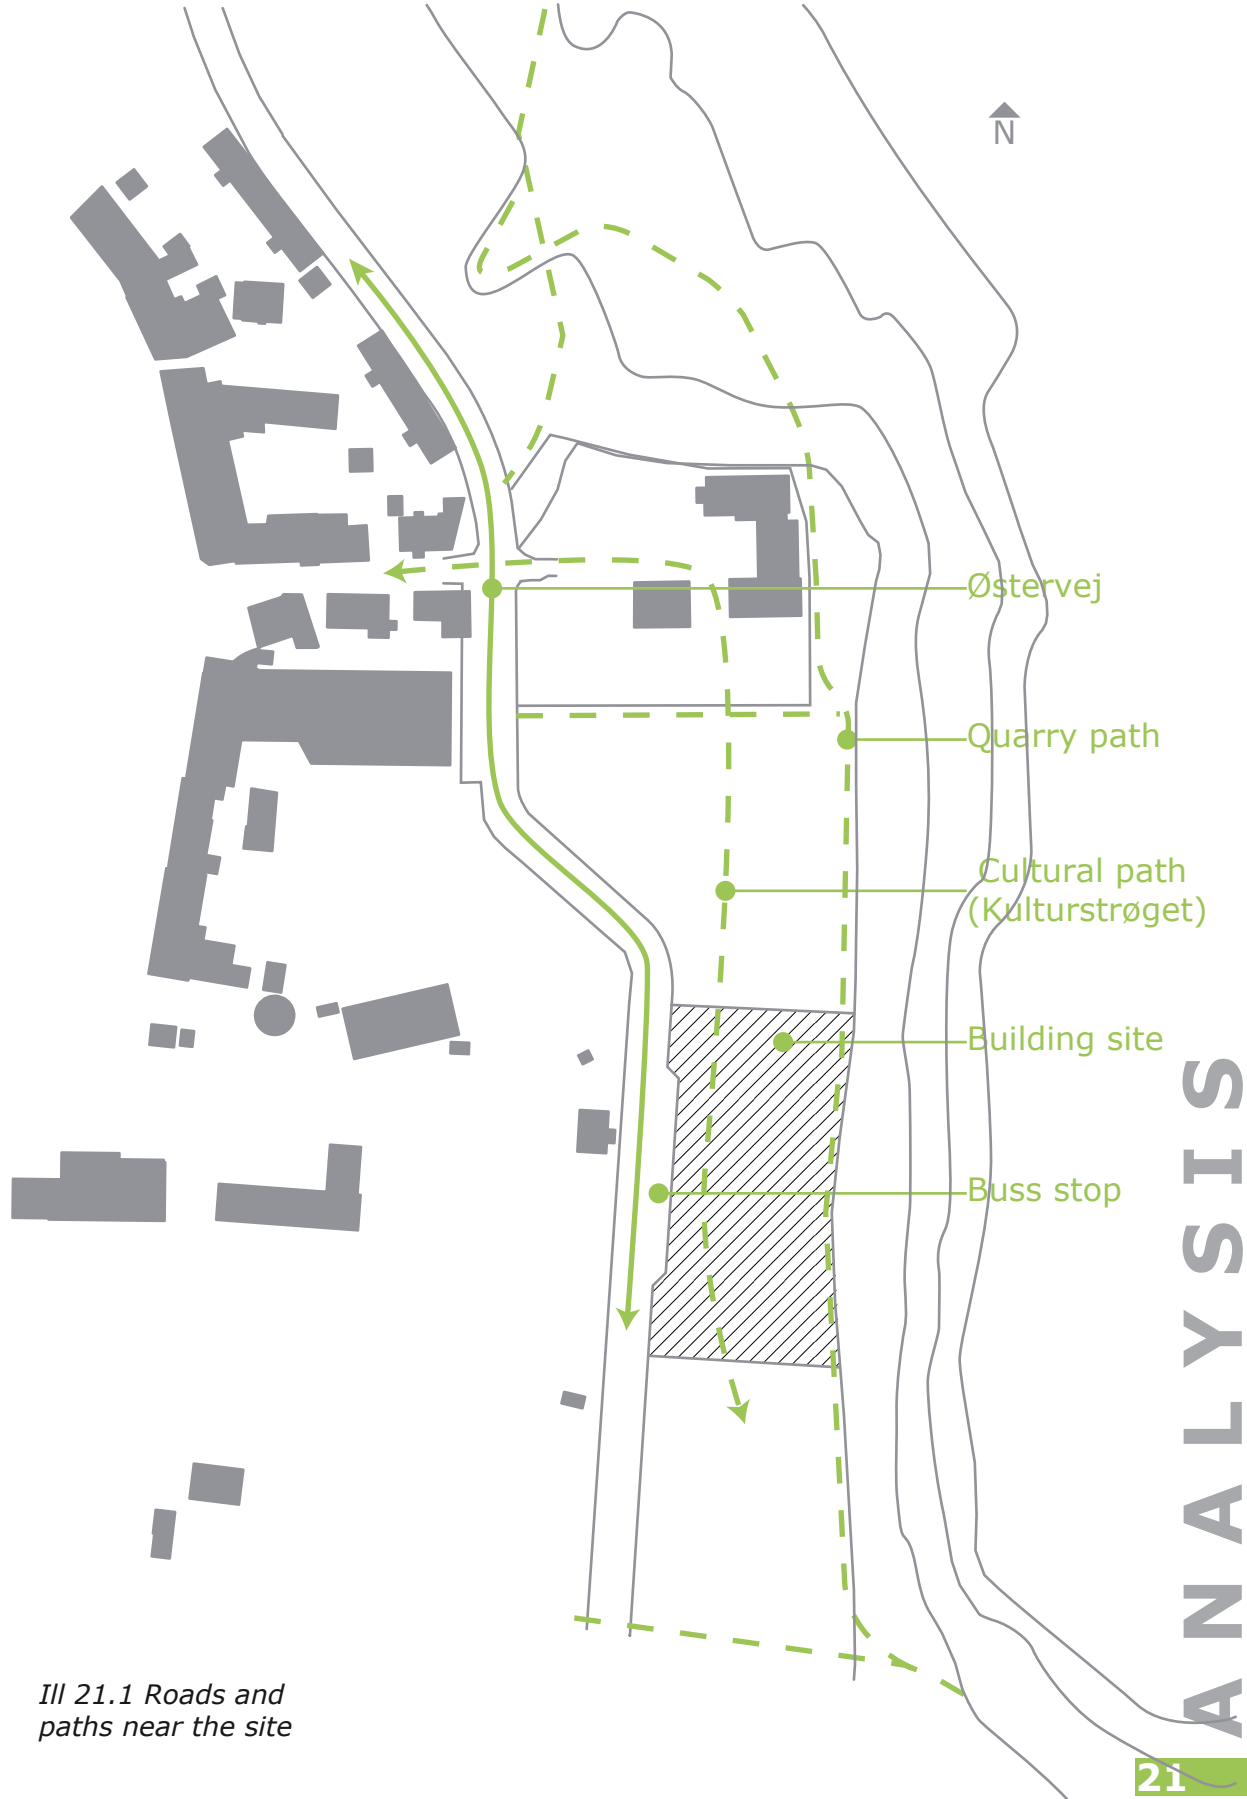 N
Østervej
Quarry path
Cultural path
(Kulturstrøget)
Building site
Buss stop
ANALYSIS
Ill 21.1 Roads and
paths near the site
21